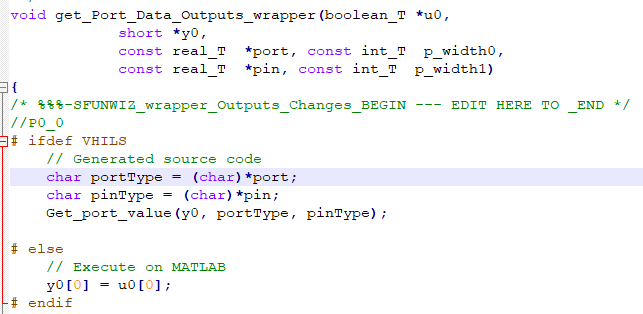 void get_Port_Data_Outputs_wrapper(boolean_T *u0,
short *y0,
const real_T *port, const int_T p_width0,
const real_T *pin, const int_T p_width1)
{
/* %%%-SFUNWIZ_wrapper_Outputs_Changes_BEGIN --- EDIT HERE TO _END */
//P0_0
# ifdef VHILS
// Generated source code
char portType = (char)*port;
char pinType = (char)*pin;
Get_port_value(y0, portType, pinType);
# else
// Execute on MATLAB
y0[0] = u0[0];
# endif